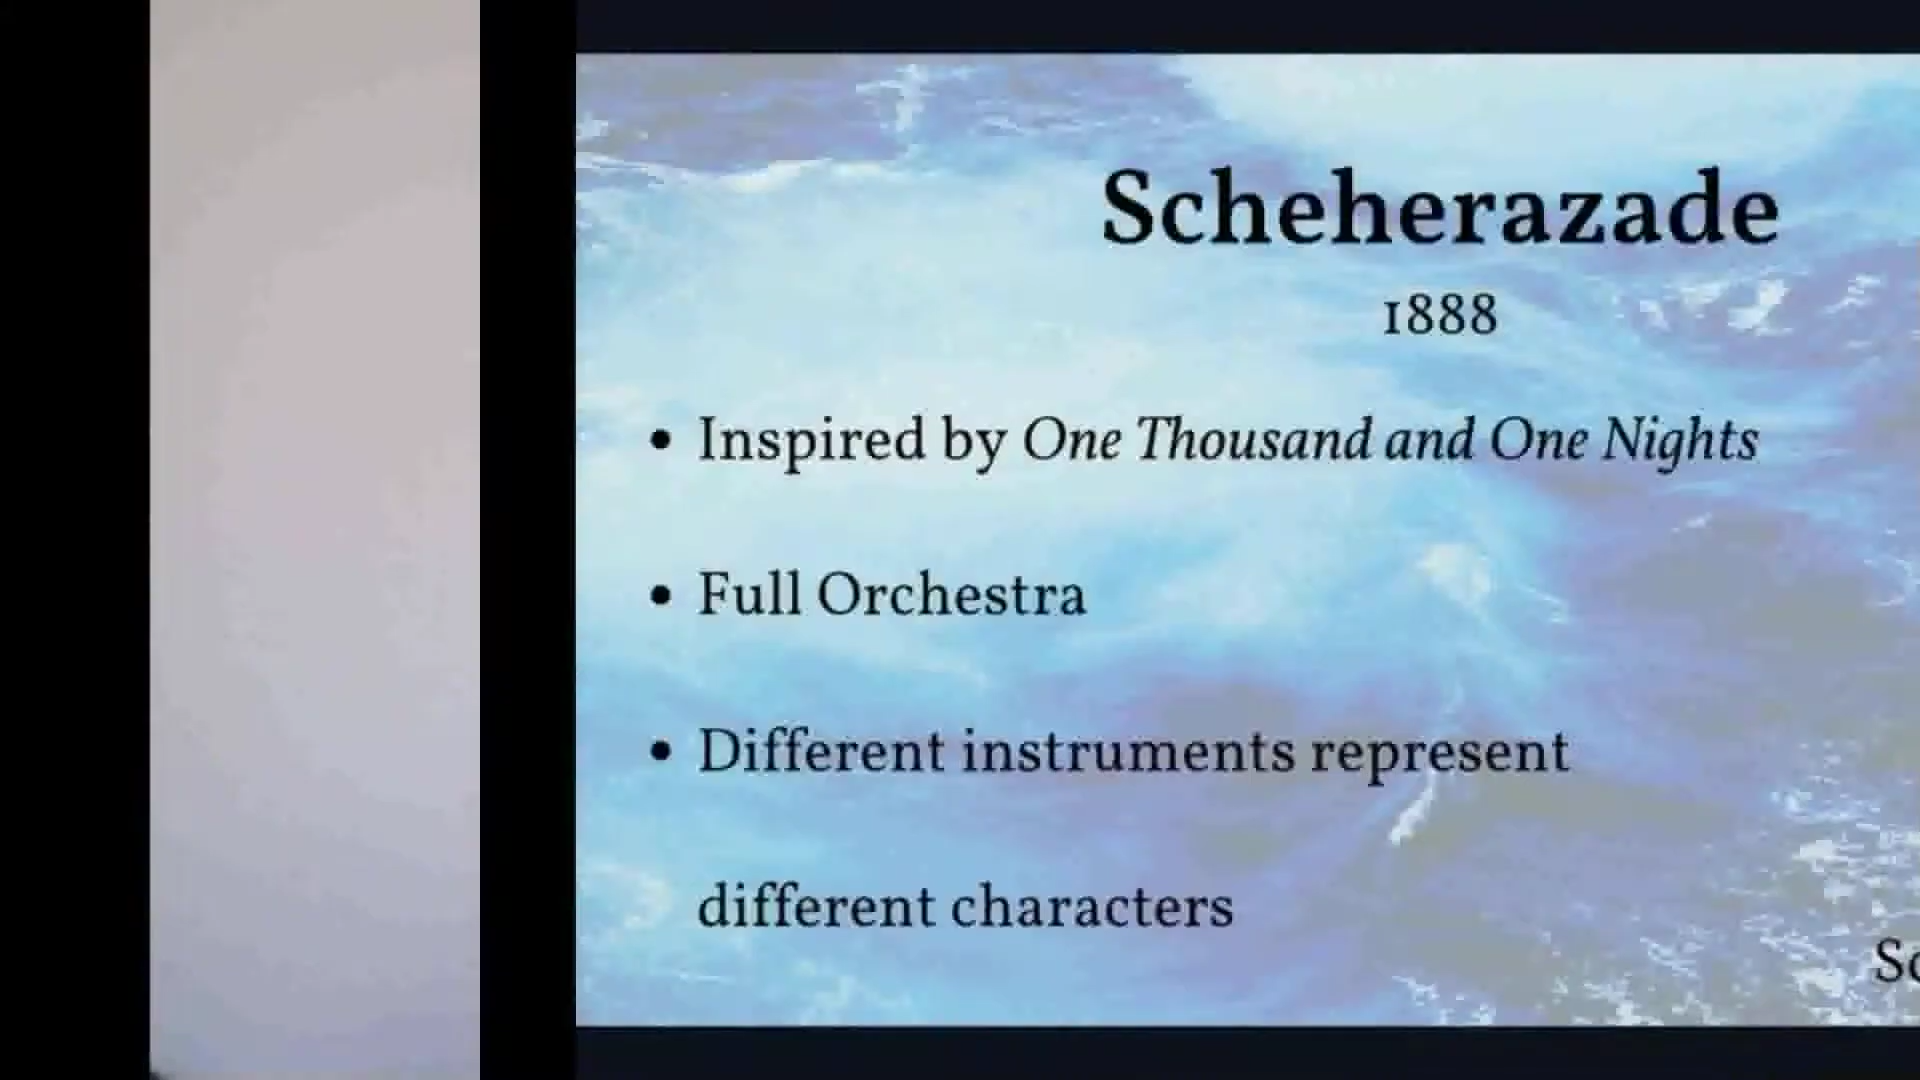 Scheherazade
1888
• Inspired by One Thousand and One Nights
• Full Orchestra
• Different instruments represent
different characters